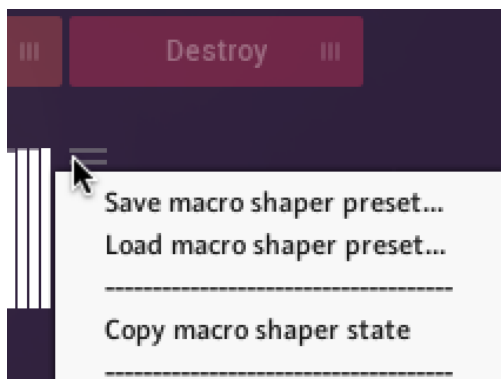 Destroy
Save macro shaper preset...
Load macro shaper preset...
-------------------------------------
Copy macro shaper state
-------------------------------------